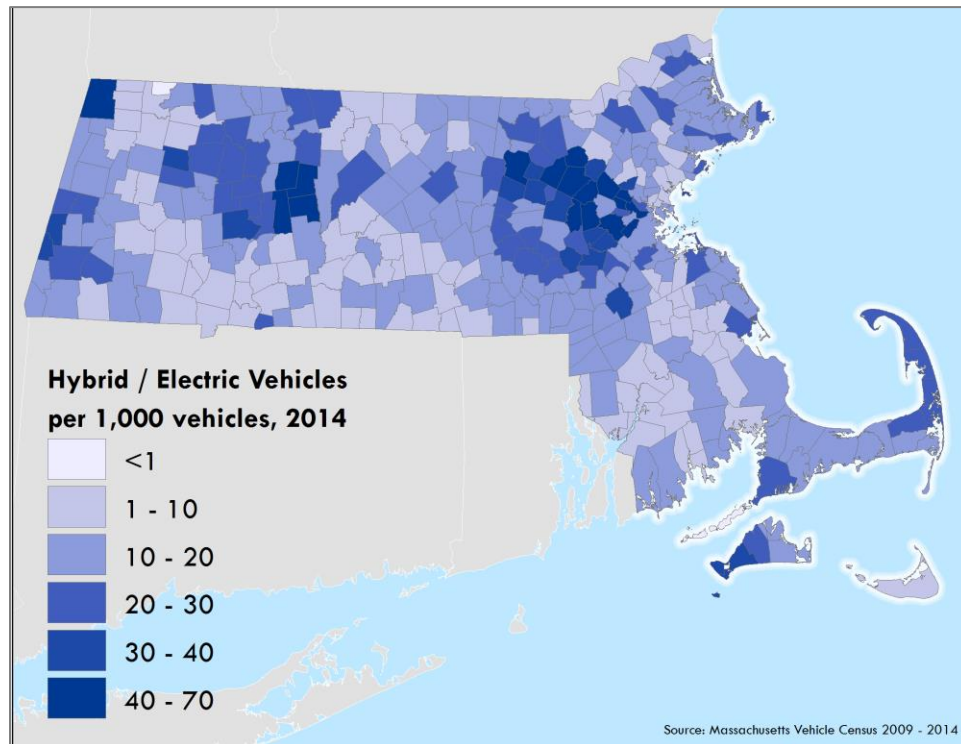 Hybrid / Electric Vehicles
per 1,000 vehicles, 2014
<1
1 - 10
10 - 20
20 - 30
30 - 40
40 - 70
Source: Massachusetts Vehicle Census 2009 - 2014